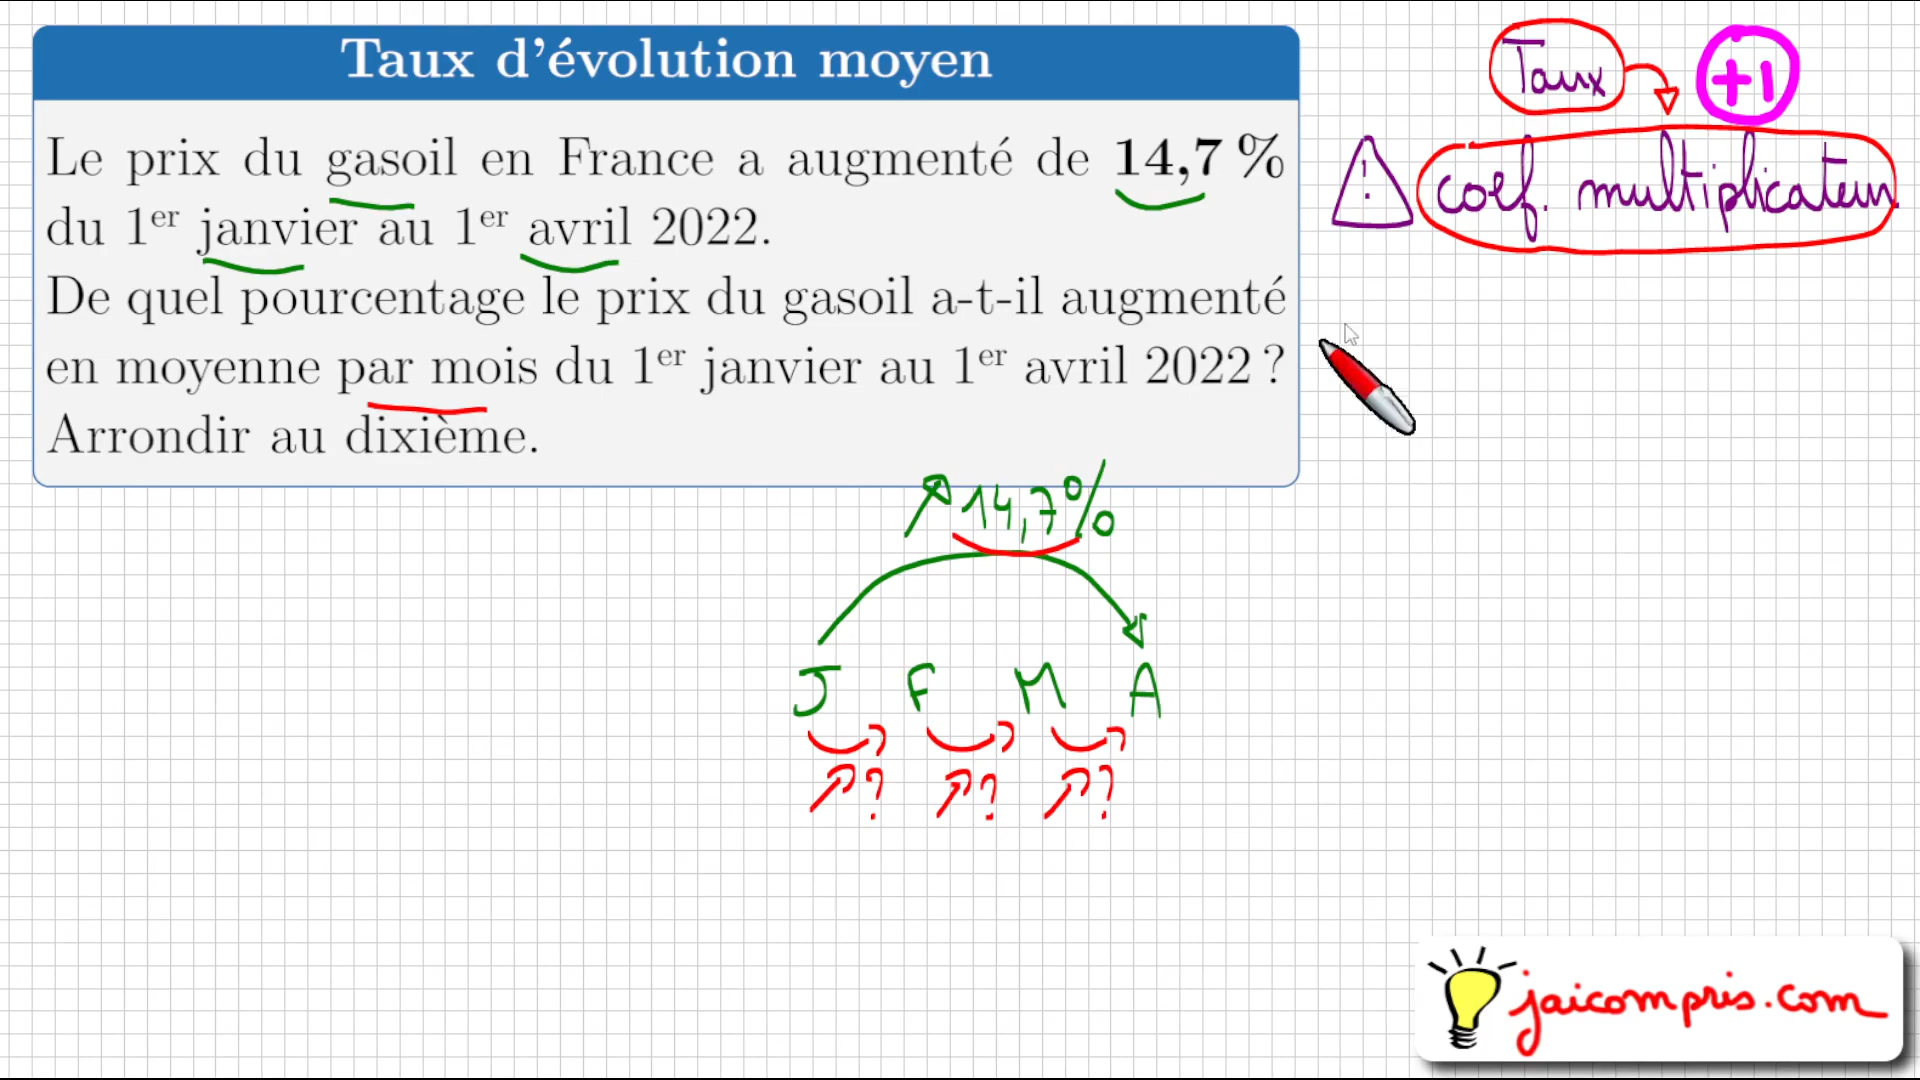 Taux d'évolution moyen
Le prix du gasoil en France a augmenté de 14,7 %
du 1er janvier au 1er avril 2022.
De quel pourcentage le prix du gasoil a-t-il augmenté
en moyenne par mois du 1er janvier au 1er avril 2022 ?
Arrondir au dixième.
Taux +1
! coef. multiplicateur
14,7%
J F M A
? ? ?
jaicompris.com